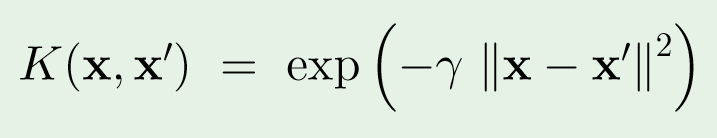 K(𝐱, 𝐱′) = exp(−γ ‖𝐱 − 𝐱′‖²)